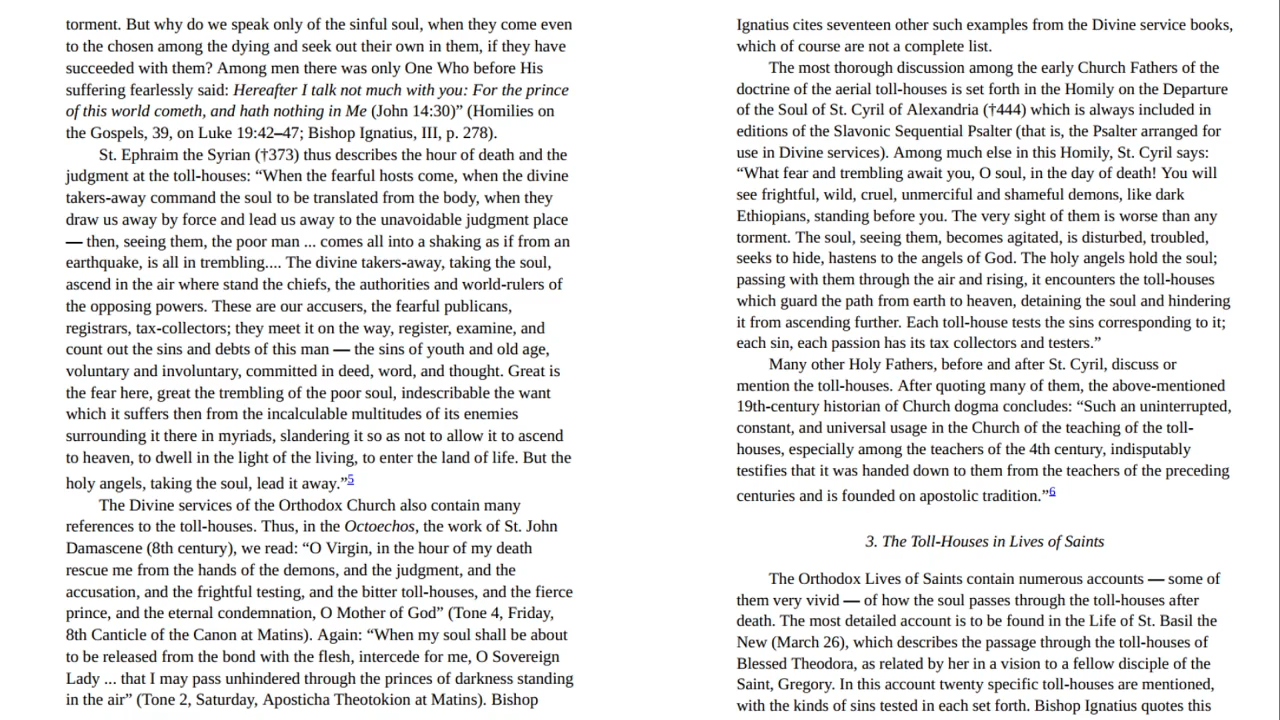 torment. But why do we speak only of the sinful soul, when they come even
to the chosen among the dying and seek out their own in them, if they have
succeeded with them? Among men there was only One Who before His
suffering fearlessly said: Hereafter I talk not much with you: For the prince
of this world cometh, and hath nothing in Me (John 14:30)” (Homilies on
the Gospels, 39, on Luke 19:42–47; Bishop Ignatius, III, p. 278).
St. Ephraim the Syrian (†373) thus describes the hour of death and the
judgment at the toll-houses: “When the fearful hosts come, when the divine
takers-away command the soul to be translated from the body, when they
draw us away by force and lead us away to the unavoidable judgment place
— then, seeing them, the poor man ... comes all into a shaking as if from an
earthquake, is all in trembling.... The divine takers-away, taking the soul,
ascend in the air where stand the chiefs, the authorities and world-rulers of
the opposing powers. These are our accusers, the fearful publicans,
registrars, tax-collectors; they meet it on the way, register, examine, and
count out the sins and debts of this man — the sins of youth and old age,
voluntary and involuntary, committed in deed, word, and thought. Great is
the fear here, great the trembling of the poor soul, indescribable the want
which it suffers then from the incalculable multitudes of its enemies
surrounding it there in myriads, slandering it so as not to allow it to ascend
to heaven, to dwell in the light of the living, to enter the land of life. But the
holy angels, taking the soul, lead it away.”5
The Divine services of the Orthodox Church also contain many
references to the toll-houses. Thus, in the Octoechos, the work of St. John
Damascene (8th century), we read: “O Virgin, in the hour of my death
rescue me from the hands of the demons, and the judgment, and the
accusation, and the frightful testing, and the bitter toll-houses, and the fierce
prince, and the eternal condemnation, O Mother of God” (Tone 4, Friday,
8th Canticle of the Canon at Matins). Again: “When my soul shall be about
to be released from the bond with the flesh, intercede for me, O Sovereign
Lady ... that I may pass unhindered through the princes of darkness standing
in the air” (Tone 2, Saturday, Aposticha Theotokion at Matins). Bishop
Ignatius cites seventeen other such examples from the Divine service books,
which of course are not a complete list.
The most thorough discussion among the early Church Fathers of the
doctrine of the aerial toll-houses is set forth in the Homily on the Departure
of the Soul of St. Cyril of Alexandria (†444) which is always included in
editions of the Slavonic Sequential Psalter (that is, the Psalter arranged for
use in Divine services). Among much else in this Homily, St. Cyril says:
“What fear and trembling await you, O soul, in the day of death! You will
see frightful, wild, cruel, unmerciful and shameful demons, like dark
Ethiopians, standing before you. The very sight of them is worse than any
torment. The soul, seeing them, becomes agitated, is disturbed, troubled,
seeks to hide, hastens to the angels of God. The holy angels hold the soul;
passing with them through the air and rising, it encounters the toll-houses
which guard the path from earth to heaven, detaining the soul and hindering
it from ascending further. Each toll-house tests the sins corresponding to it;
each sin, each passion has its tax collectors and testers.”
Many other Holy Fathers, before and after St. Cyril, discuss or
mention the toll-houses. After quoting many of them, the above-mentioned
19th-century historian of Church dogma concludes: “Such an uninterrupted,
constant, and universal usage in the Church of the teaching of the toll-
houses, especially among the teachers of the 4th century, indisputably
testifies that it was handed down to them from the teachers of the preceding
centuries and is founded on apostolic tradition.”6
3. The Toll-Houses in Lives of Saints
The Orthodox Lives of Saints contain numerous accounts — some of
them very vivid — of how the soul passes through the toll-houses after
death. The most detailed account is to be found in the Life of St. Basil the
New (March 26), which describes the passage through the toll-houses of
Blessed Theodora, as related by her in a vision to a fellow disciple of the
Saint, Gregory. In this account twenty specific toll-houses are mentioned,
with the kinds of sins tested in each set forth. Bishop Ignatius quotes this